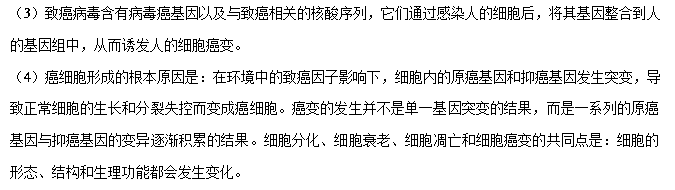 （3）致癌病毒含有病毒癌基因以及与致癌相关的核酸序列，它们通过感染人的细胞后，将其基因整合到人
的基因组中，从而诱发人的细胞癌变。
（4）癌细胞形成的根本原因是：在环境中的致癌因子影响下，细胞内的原癌基因和抑癌基因发生突变，导
致正常细胞的生长和分裂失控而变成癌细胞。癌变的发生并不是单一基因突变的结果，而是一系列的原癌
基因与抑癌基因的变异逐渐积累的结果。细胞分化、细胞衰老、细胞凋亡和细胞癌变的共同点是：细胞的
形态、结构和生理功能都会发生变化。